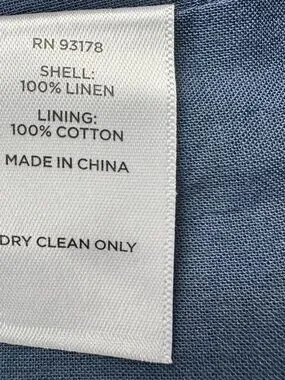 RN 93178
SHELL:
100% LINEN
LINING:
100% COTTON
MADE IN CHINA
DRY CLEAN ONLY